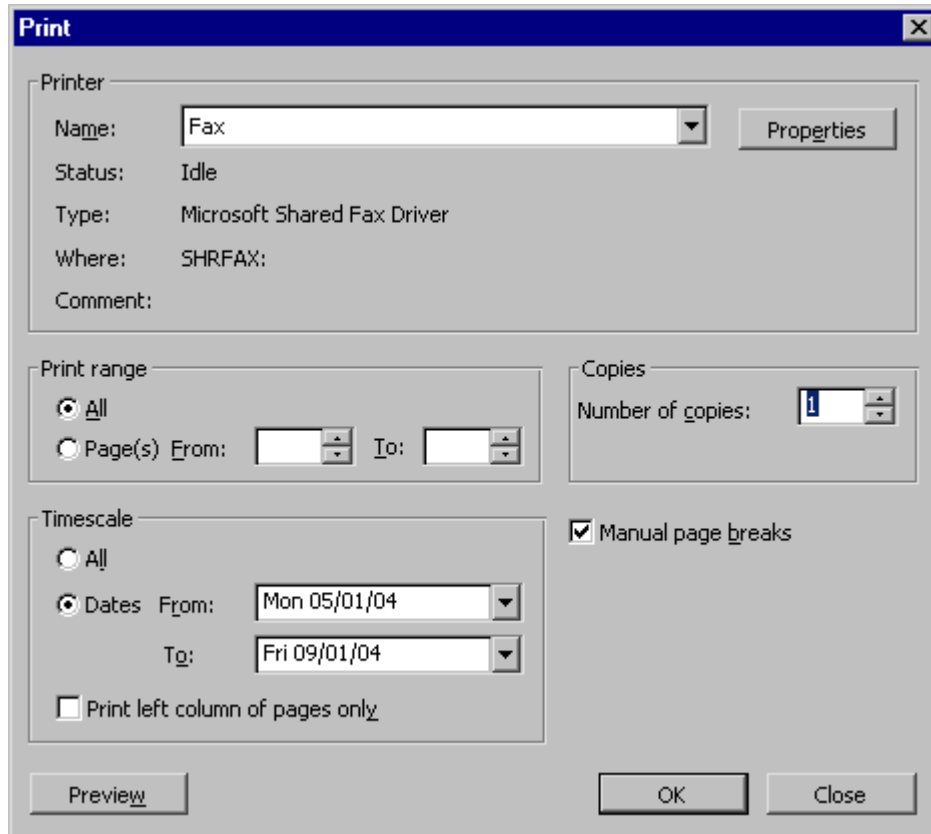 Print
Printer
Name: Fax Properties
Status: Idle
Type: Microsoft Shared Fax Driver
Where: SHRFAX:
Comment:
Print range
All
Page(s) From: To:
Copies
Number of copies: 1
Timescale
All
Dates From: Mon 05/01/04
To: Fri 09/01/04
Print left column of pages only
Manual page breaks
Preview OK Close